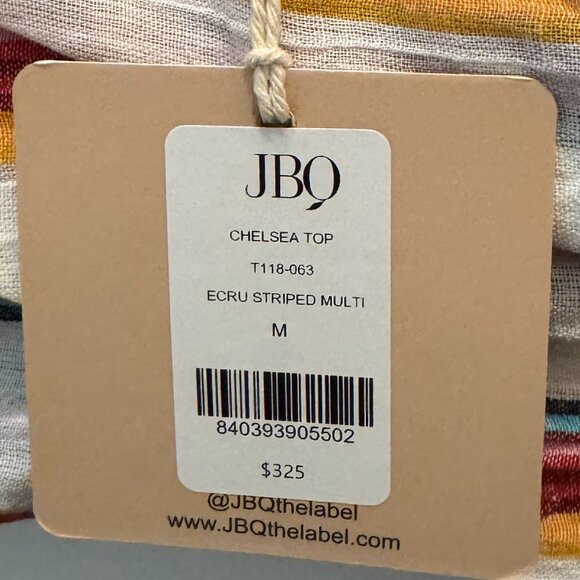 JBQ
CHELSEA TOP
T118-063
ECRU STRIPED MULTI
M
840393905502
$325
@JBQthelabel
www.JBQthelabel.com